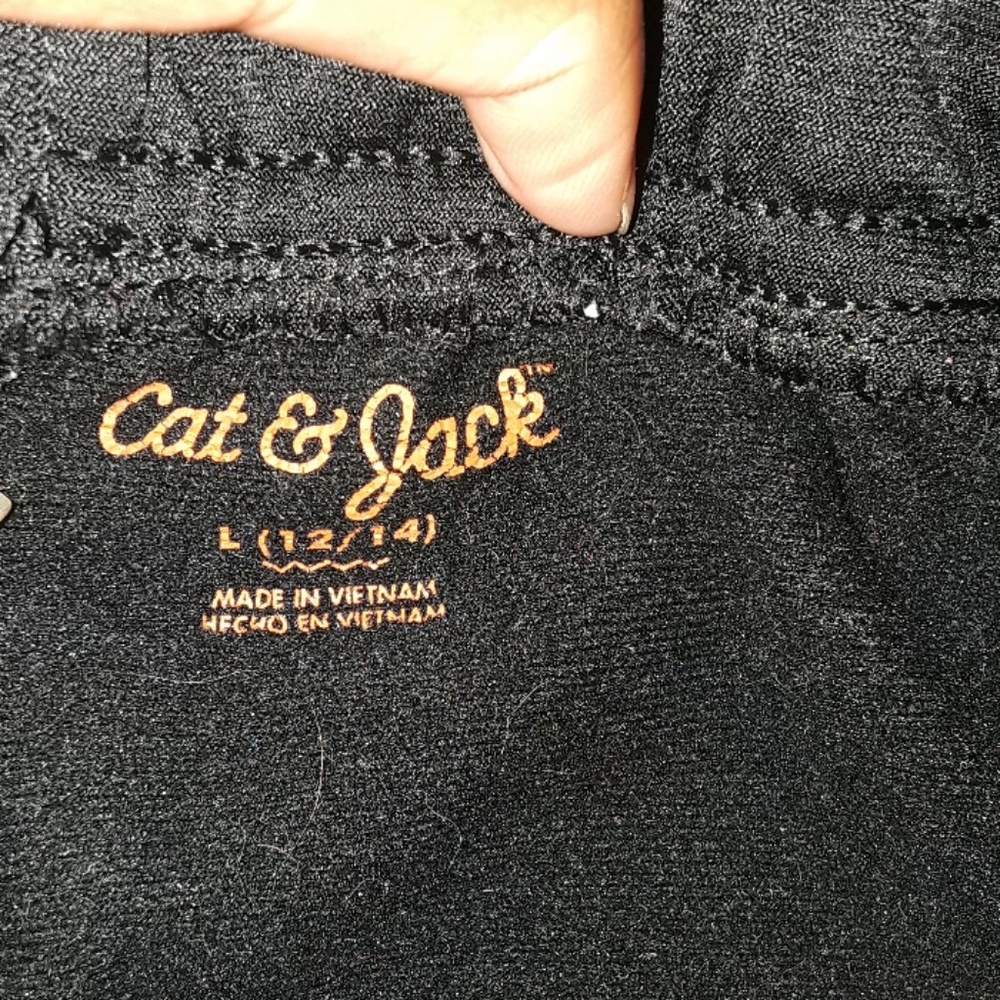 Cat & Jack™
L (12/14)
MADE IN VIETNAM
HECHO EN VIETNAM